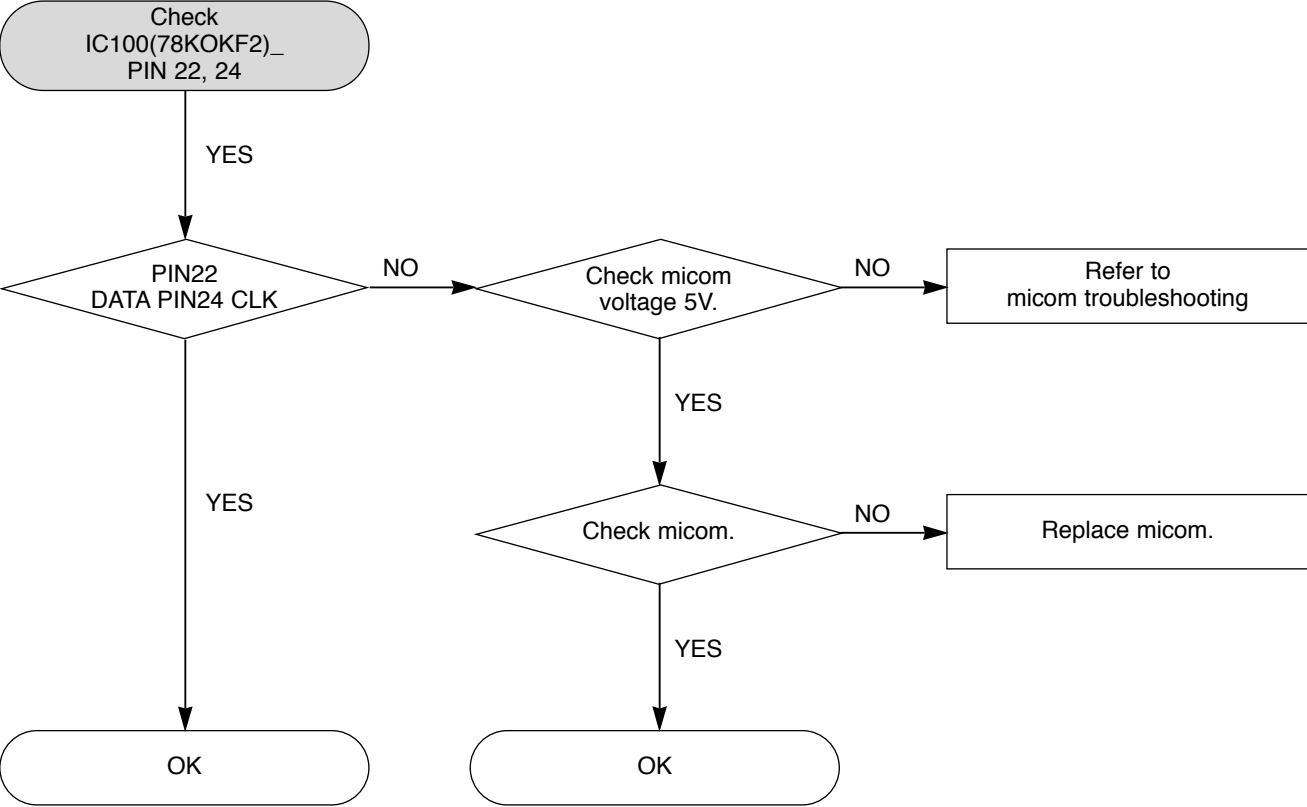 Check
IC100(78KOKF2)_
PIN 22, 24
YES
PIN22
DATA PIN24 CLK
NO
Check micom
voltage 5V.
NO
Refer to
micom troubleshooting
YES
YES
Check micom.
NO
Replace micom.
YES
OK
OK